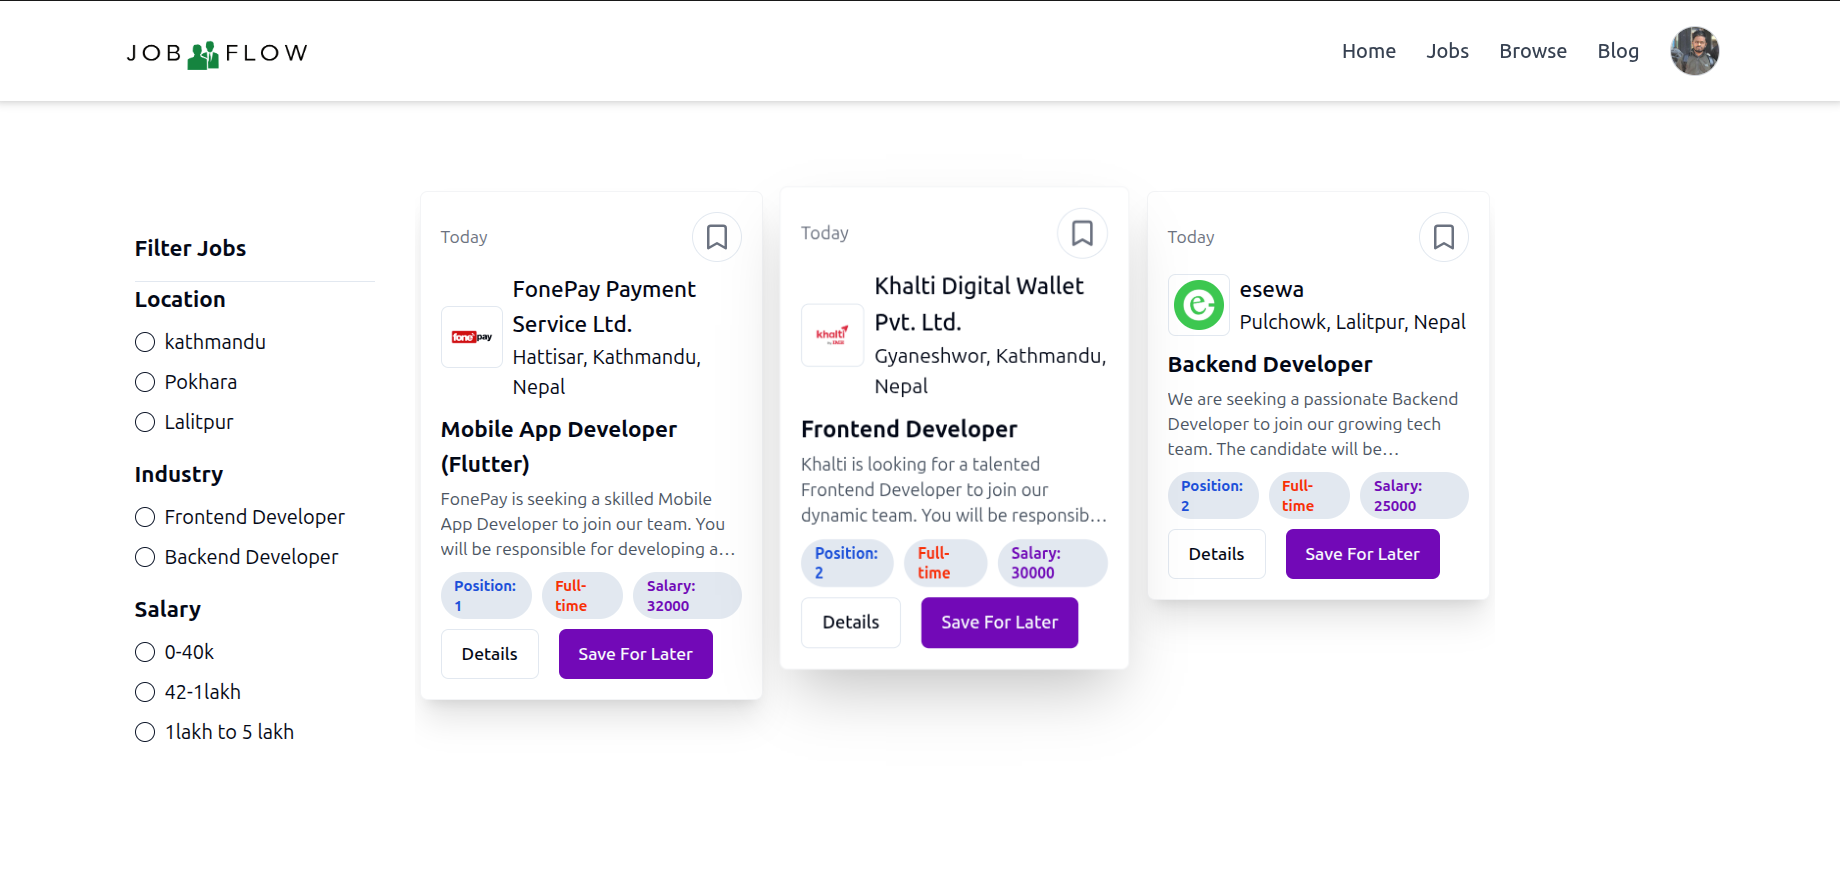 JOB FLOW
Home
Jobs
Browse
Blog
Filter Jobs
Location
kathmandu
Pokhara
Lalitpur
Industry
Frontend Developer
Backend Developer
Salary
0-40k
42-1lakh
1lakh to 5 lakh
Today
fonepay
FonePay Payment
Service Ltd.
Hattisar, Kathmandu,
Nepal
Mobile App Developer
(Flutter)
FonePay is seeking a skilled Mobile
App Developer to join our team. You
will be responsible for developing a…
Position:
1
Full-
time
Salary:
32000
Details
Save For Later
Today
khalti
Khalti Digital Wallet
Pvt. Ltd.
Gyaneshwor, Kathmandu,
Nepal
Frontend Developer
Khalti is looking for a talented
Frontend Developer to join our
dynamic team. You will be responsib…
Position:
2
Full-
time
Salary:
30000
Details
Save For Later
Today
e
esewa
Pulchowk, Lalitpur, Nepal
Backend Developer
We are seeking a passionate Backend
Developer to join our growing tech
team. The candidate will be…
Position:
2
Full-
time
Salary:
25000
Details
Save For Later